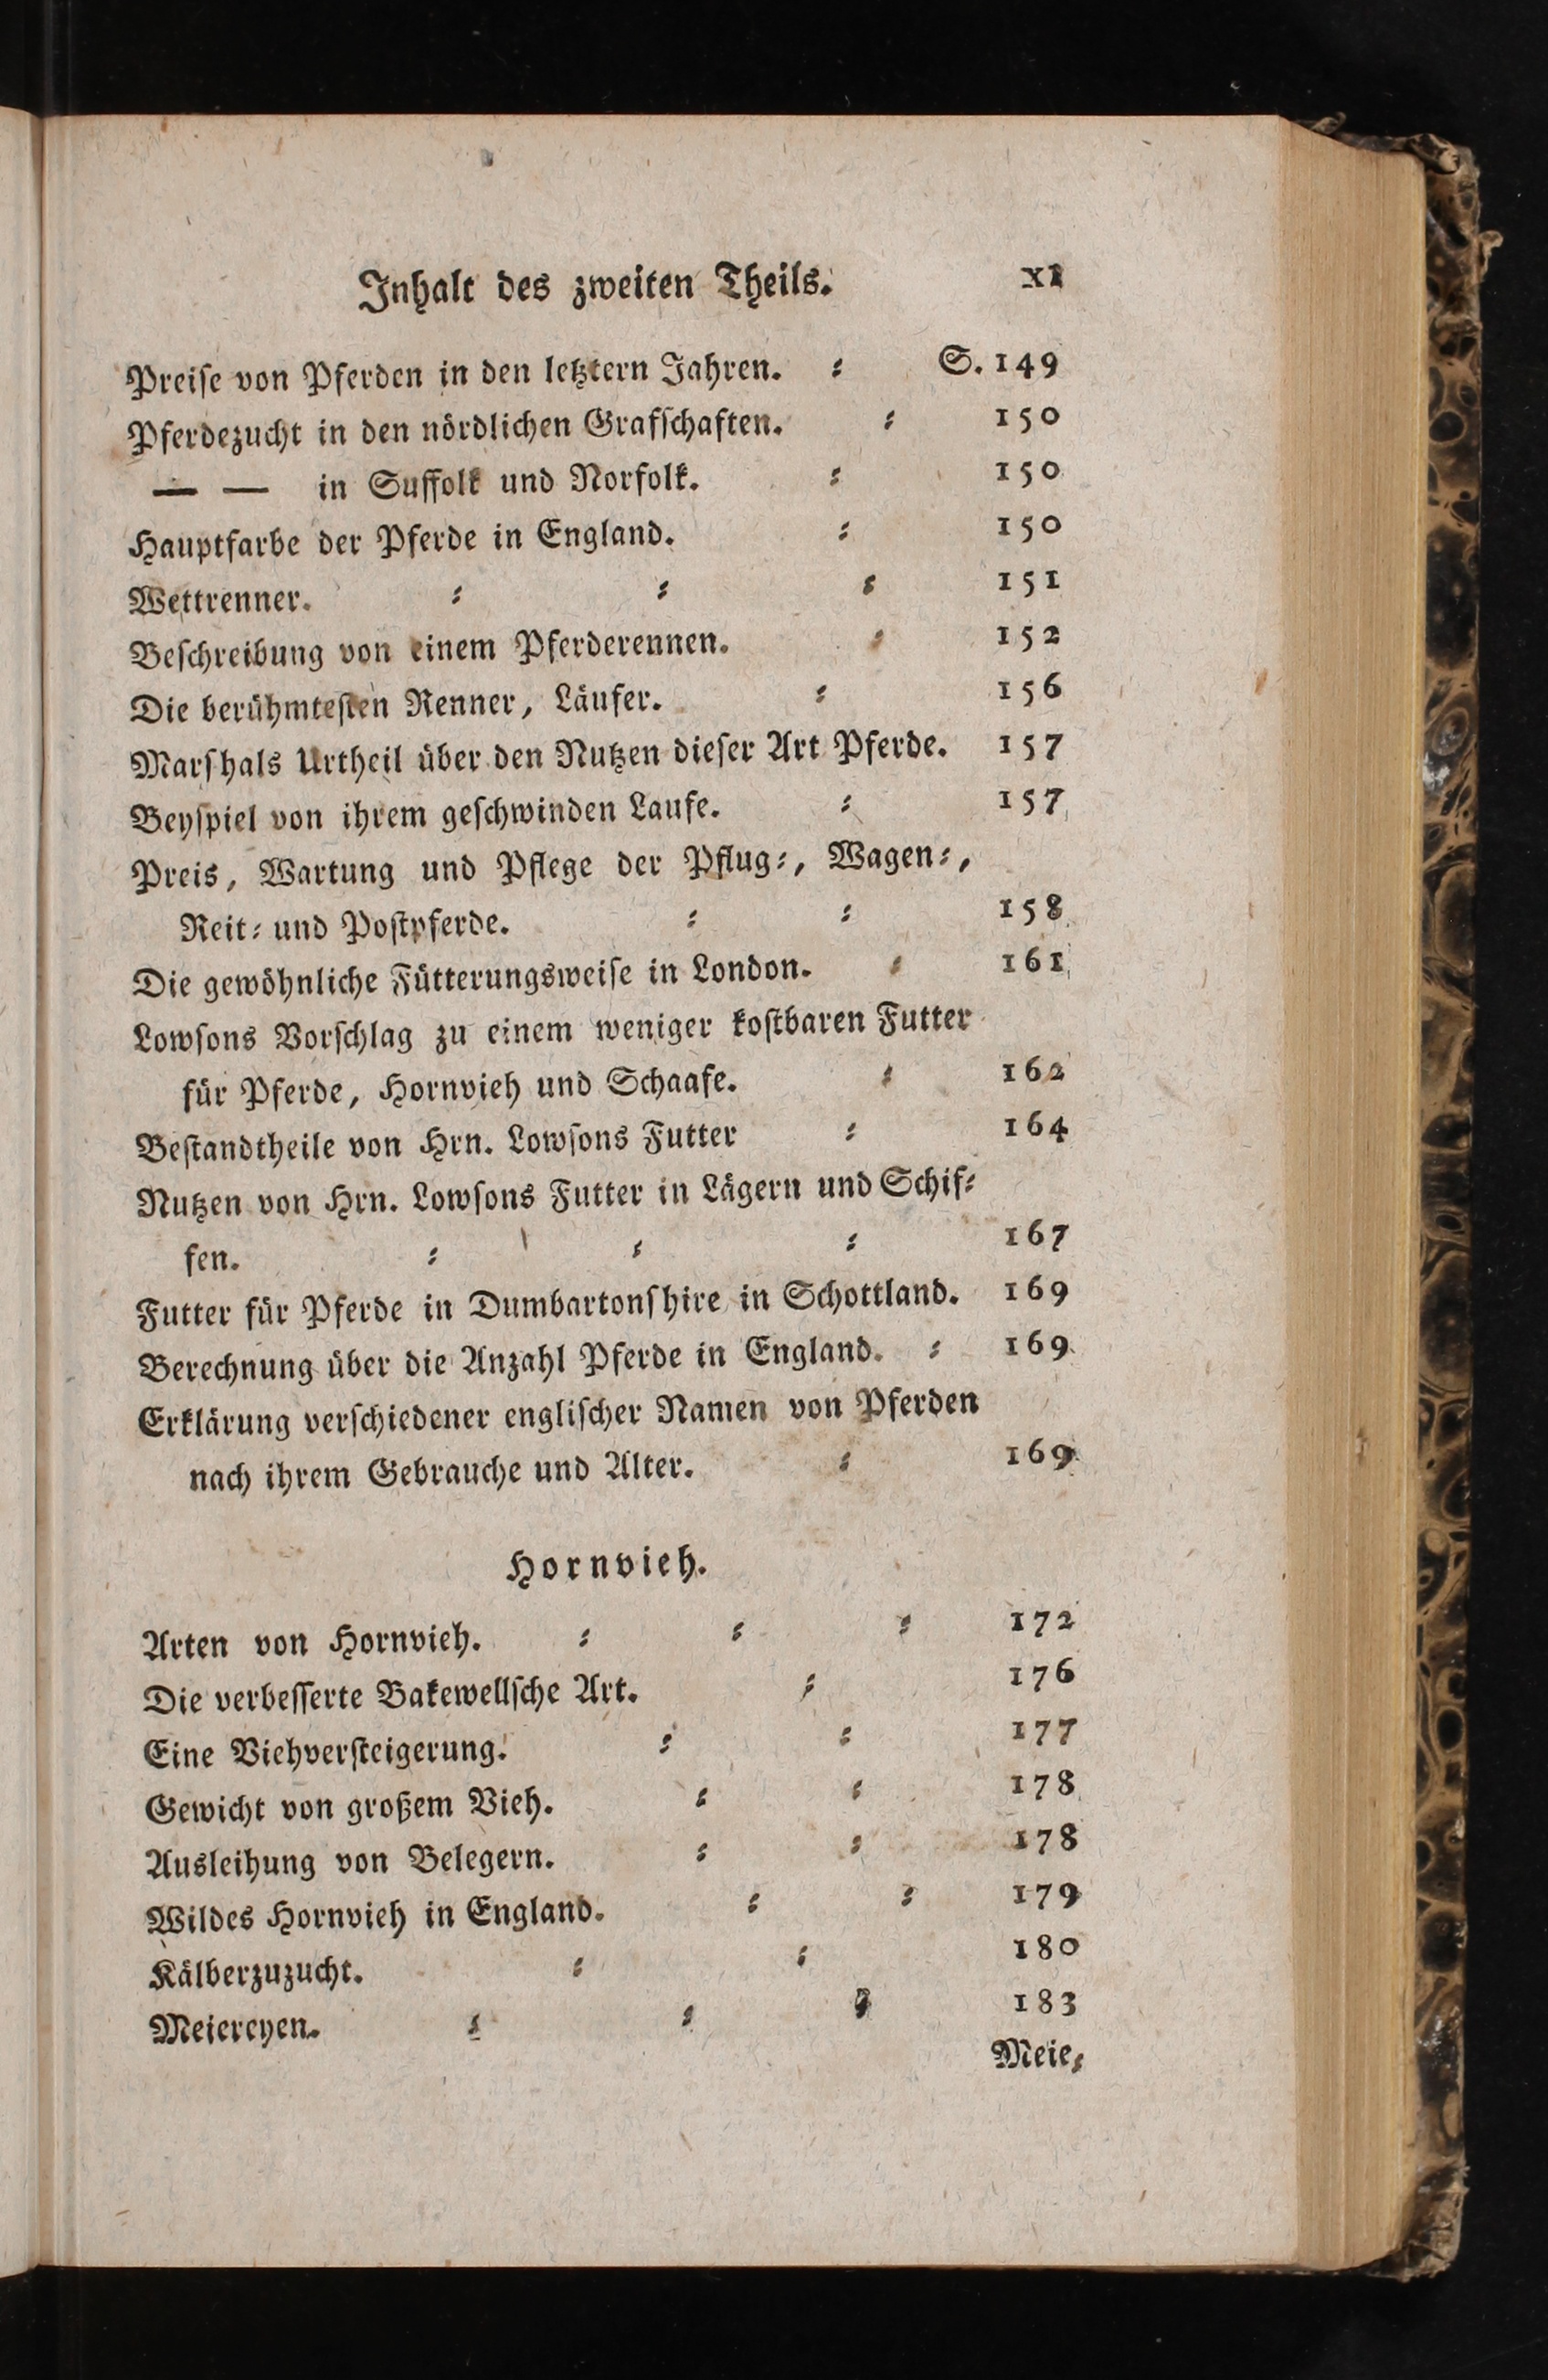 Inhalt des zweiten Theils. XI
Preise von Pferden in den letztern Jahren. ⸗ S. 149
Pferdezucht in den nördlichen Grafschaften. ⸗ 150
— — in Suffolk und Norfolk. ⸗ 150
Hauptfarbe der Pferde in England. ⸗ 150
Wettrenner. ⸗ ⸗ ⸗ 151
Beschreibung von einem Pferderennen. ⸗ 152
Die berühmtesten Renner, Läufer. ⸗ 156
Marshals Urtheil über den Nutzen dieser Art Pferde. 157
Beyspiel von ihrem geschwinden Laufe. ⸗ 157
Preis, Wartung und Pflege der Pflug⸗, Wagen⸗,
Reit⸗ und Postpferde. ⸗ ⸗ 158
Die gewöhnliche Fütterungsweise in London. ⸗ 161
Lowsons Vorschlag zu einem weniger kostbaren Futter
für Pferde, Hornvieh und Schaafe. ⸗ 162
Bestandtheile von Hrn. Lowsons Futter ⸗ 164
Nutzen von Hrn. Lowsons Futter in Lägern und Schif⸗
fen. ⸗ ⸗ ⸗ 167
Futter für Pferde in Dumbartonshire in Schottland. 169
Berechnung über die Anzahl Pferde in England. ⸗ 169
Erklärung verschiedener englischer Namen von Pferden
nach ihrem Gebrauche und Alter. ⸗ 169
Hornvieh.
Arten von Hornvieh. ⸗ ⸗ ⸗ 172
Die verbesserte Bakewellsche Art. ⸗ 176
Eine Viehversteigerung. ⸗ ⸗ 177
Gewicht von großem Vieh. ⸗ ⸗ 178
Ausleihung von Belegern. ⸗ ⸗ 178
Wildes Hornvieh in England. ⸗ ⸗ 179
Kälberzuzucht. ⸗ ⸗ 180
Meiereyen. ⸗ ⸗ ⸗ 183
Meie⸗